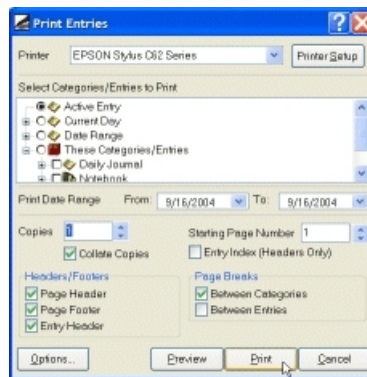 Print Entries
Printer EPSON Stylus C62 Series Printer Setup
Select Categories/Entries to Print
Active Entry
Current Day
Date Range
These Categories/Entries
Daily Journal
Notebook
Print Date Range From: 9/16/2004 To: 9/16/2004
Copies 1 Starting Page Number 1
Collate Copies Entry Index (Headers Only)
Headers/Footers Page Breaks
Page Header Between Categories
Page Footer Between Entries
Entry Header
Options... Preview Print Cancel